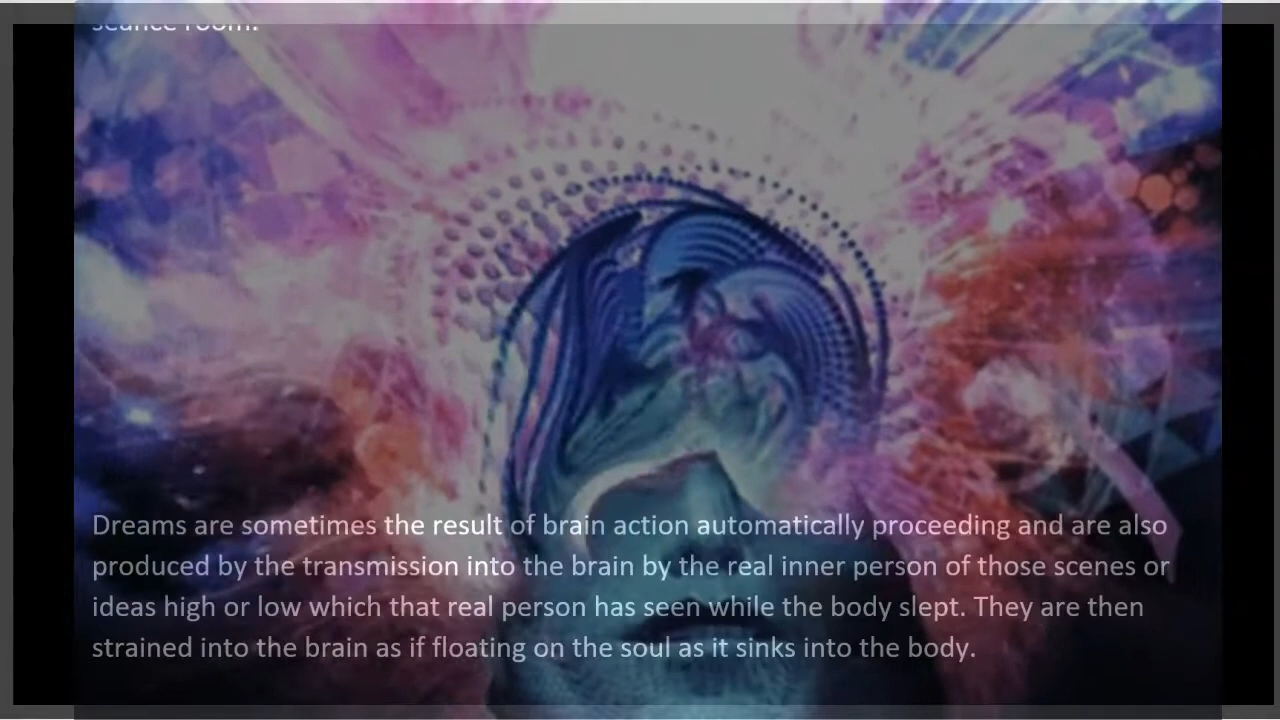 seance room.
Dreams are sometimes the result of brain action automatically proceeding and are also
produced by the transmission into the brain by the real inner person of those scenes or
ideas high or low which that real person has seen while the body slept. They are then
strained into the brain as if floating on the soul as it sinks into the body.